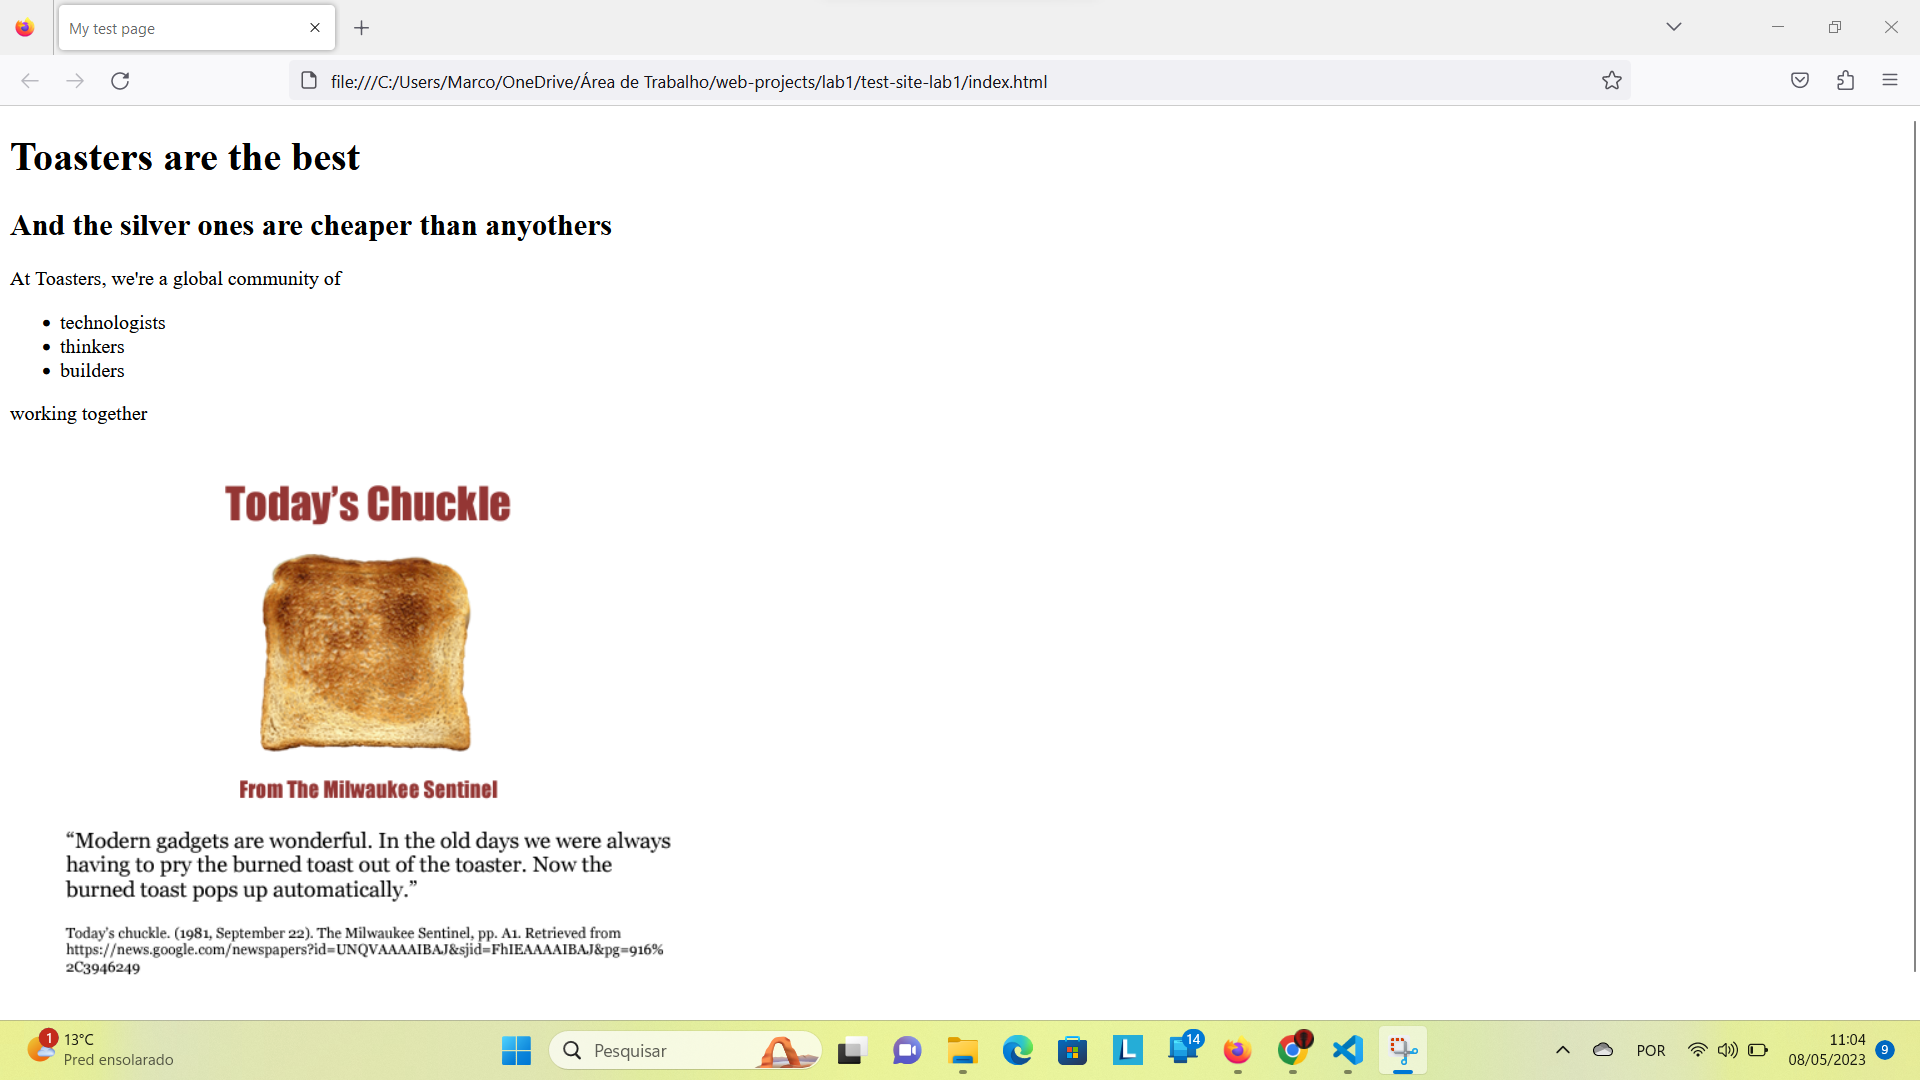 My test page
file:///C:/Users/Marco/OneDrive/Área de Trabalho/web-projects/lab1/test-site-lab1/index.html
Toasters are the best
And the silver ones are cheaper than anyothers
At Toasters, we're a global community of
technologists
thinkers
builders
working together
Today's Chuckle
From The Milwaukee Sentinel
“Modern gadgets are wonderful. In the old days we were always
having to pry the burned toast out of the toaster. Now the
burned toast pops up automatically.”
Today's chuckle. (1981, September 22). The Milwaukee Sentinel, pp. A1. Retrieved from
https://news.google.com/newspapers?id=UNQVAAAAIBAJ&sjid=FhIEAAAAIBAJ&pg=916%
2C3946249
1
13°C
Pred ensolarado
Pesquisar
L
14
POR
11:04
08/05/2023
9